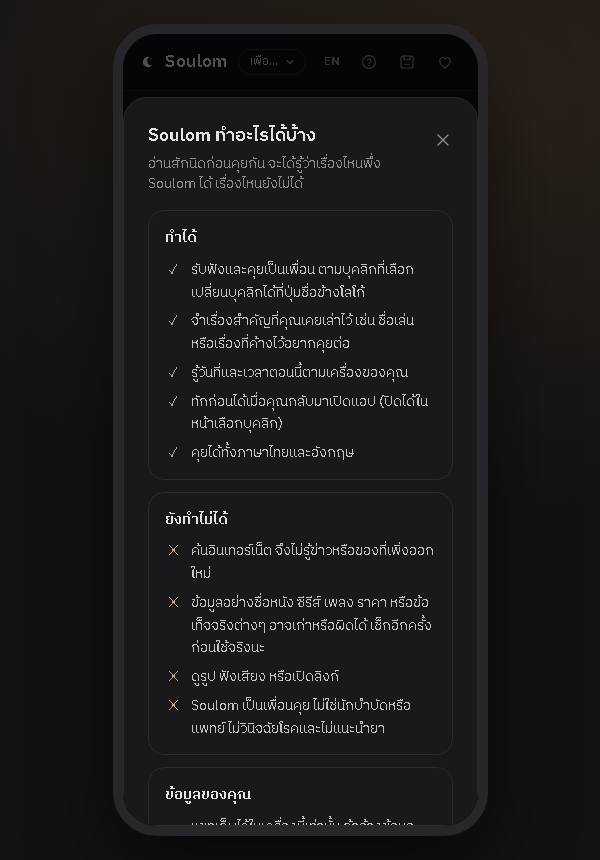 Soulom
เพื่อ...
EN
Soulom ทำอะไรได้บ้าง
อ่านสักนิดก่อนคุยกัน จะได้รู้ว่าเรื่องไหนพึ่ง
Soulom ได้ เรื่องไหนยังไม่ได้
ทำได้
✓ รับฟังและคุยเป็นเพื่อน ตามบุคลิกที่เลือก
เปลี่ยนบุคลิกได้ที่ปุ่มชื่อข้างโลโก้
✓ จำเรื่องสำคัญที่คุณเคยเล่าไว้ เช่น ชื่อเล่น
หรือเรื่องที่ค้างไว้อยากคุยต่อ
✓ รู้วันที่และเวลาตอนนี้ตามเครื่องของคุณ
✓ ทักก่อนได้เมื่อคุณกลับมาเปิดแอป (ปิดได้ใน
หน้าเลือกบุคลิก)
✓ คุยได้ทั้งภาษาไทยและอังกฤษ
ยังทำไม่ได้
✕ ค้นอินเทอร์เน็ต จึงไม่รู้ข่าวหรือของที่เพิ่งออก
ใหม่
✕ ข้อมูลอย่างชื่อหนัง ซีรีส์ เพลง ราคา หรือข้อ
เท็จจริงต่างๆ อาจเก่าหรือผิดได้ เช็กอีกครั้ง
ก่อนใช้จริงนะ
✕ ดูรูป ฟังเสียง หรือเปิดลิงก์
✕ Soulom เป็นเพื่อนคุย ไม่ใช่นักบำบัดหรือ
แพทย์ ไม่วินิจฉัยโรคและไม่แนะนำยา
ข้อมูลของคุณ